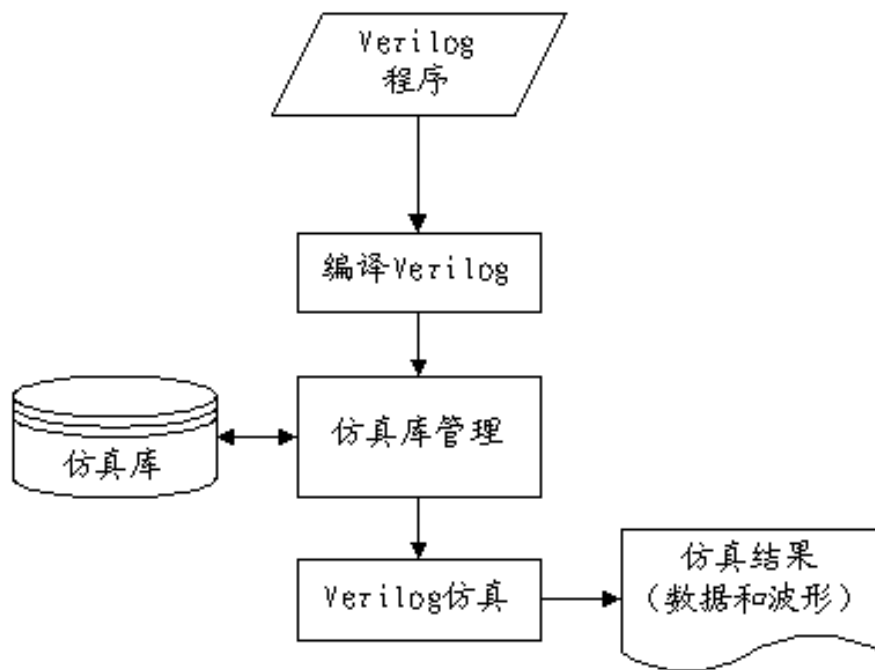 Verilog
程序
编译Verilog
仿真库管理
仿真库
Verilog仿真
仿真结果
（数据和波形）